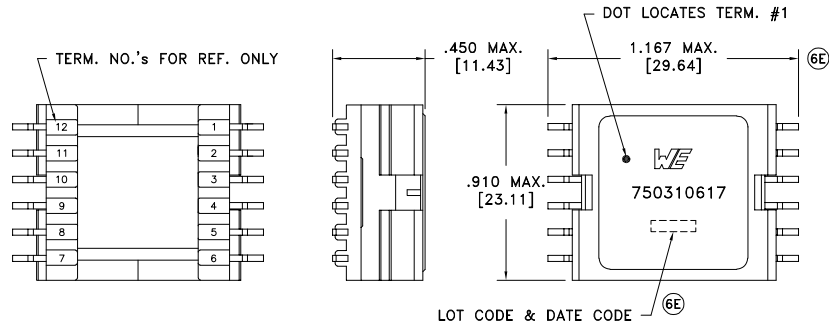 DOT LOCATES TERM. #1
TERM. NO.'s FOR REF. ONLY
.450 MAX.
[11.43]
1.167 MAX.
[29.64]
6E
12
11
10
9
8
7
1
2
3
4
5
6
.910 MAX.
[23.11]
WE
750310617
LOT CODE & DATE CODE
6E